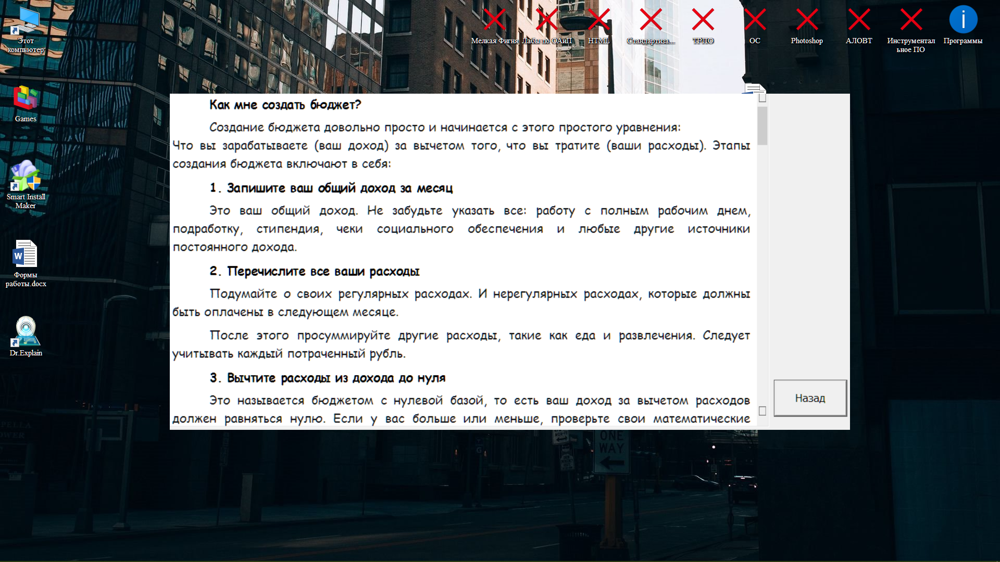 Этот
компьютер
Games
Smart Install
Maker
Формы
работы.docx
Dr.Explain
Мелкая Фигня
Лабы по ОАиП
HTML
Стандартиза...
ТРПО
ОС
Photoshop
АЛОВТ
Инструментал
ьное ПО
Программы
Как мне создать бюджет?
Создание бюджета довольно просто и начинается с этого простого уравнения:
Что вы зарабатываете (ваш доход) за вычетом того, что вы тратите (ваши расходы). Этапы
создания бюджета включают в себя:
1. Запишите ваш общий доход за месяц
Это ваш общий доход. Не забудьте указать все: работу с полным рабочим днем,
подработку, стипендия, чеки социального обеспечения и любые другие источники
постоянного дохода.
2. Перечислите все ваши расходы
Подумайте о своих регулярных расходах. И нерегулярных расходах, которые должны
быть оплачены в следующем месяце.
После этого просуммируйте другие расходы, такие как еда и развлечения. Следует
учитывать каждый потраченный рубль.
3. Вычтите расходы из дохода до нуля
Это называется бюджетом с нулевой базой, то есть ваш доход за вычетом расходов
должен равняться нулю. Если у вас больше или меньше, проверьте свои математические
Назад
ONE
WAY